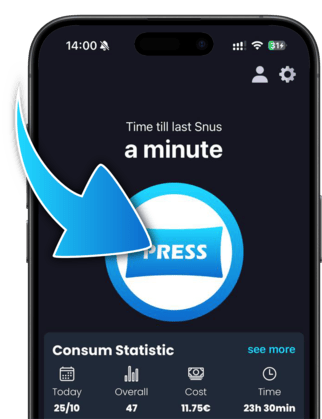 14:00
31
Time till last Snus
a minute
PRESS
Consum Statistic
see more
Today Overall Cost Time
25/10 47 11.75€ 23h 30min